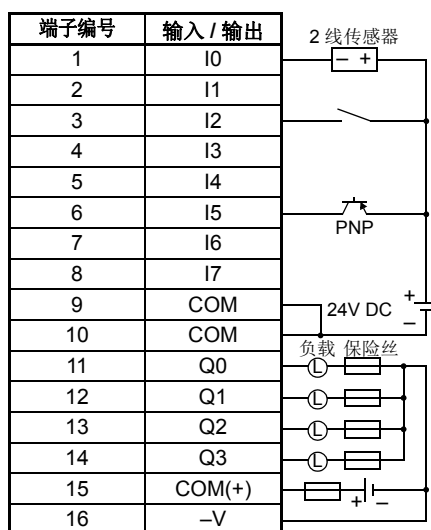 端子编号 输入 / 输出
2 线传感器
1 I0 – +
2 I1
3 I2
4 I3
5 I4
6 I5
PNP
7 I6
8 I7
9 COM
24V DC + –
10 COM
负载 保险丝
11 Q0 L
12 Q1 L
13 Q2 L
14 Q3 L
15 COM(+) + –
16 –V